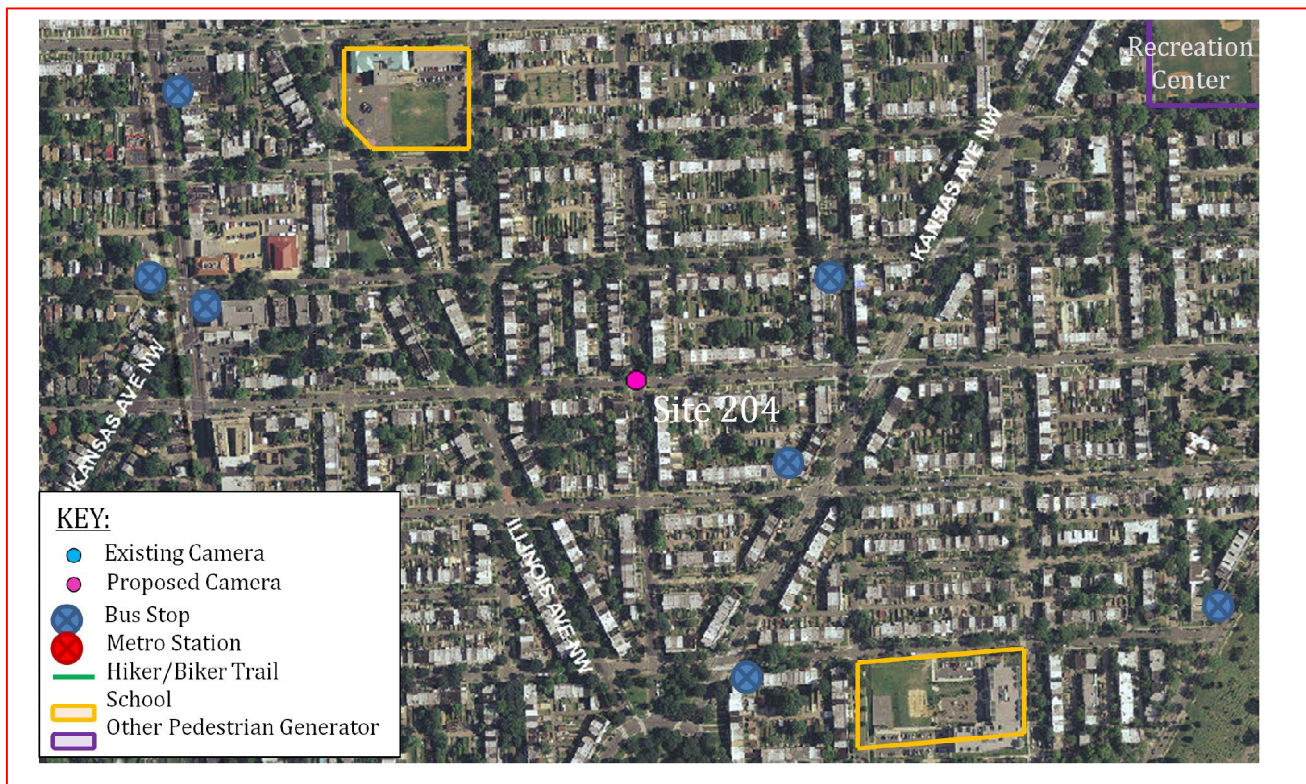 Recreation
Center
KANSAS AVE NW
KANSAS AVE NW
Site 204
ILLINOIS AVE NW
KEY:
Existing Camera
Proposed Camera
Bus Stop
Metro Station
Hiker/Biker Trail
School
Other Pedestrian Generator